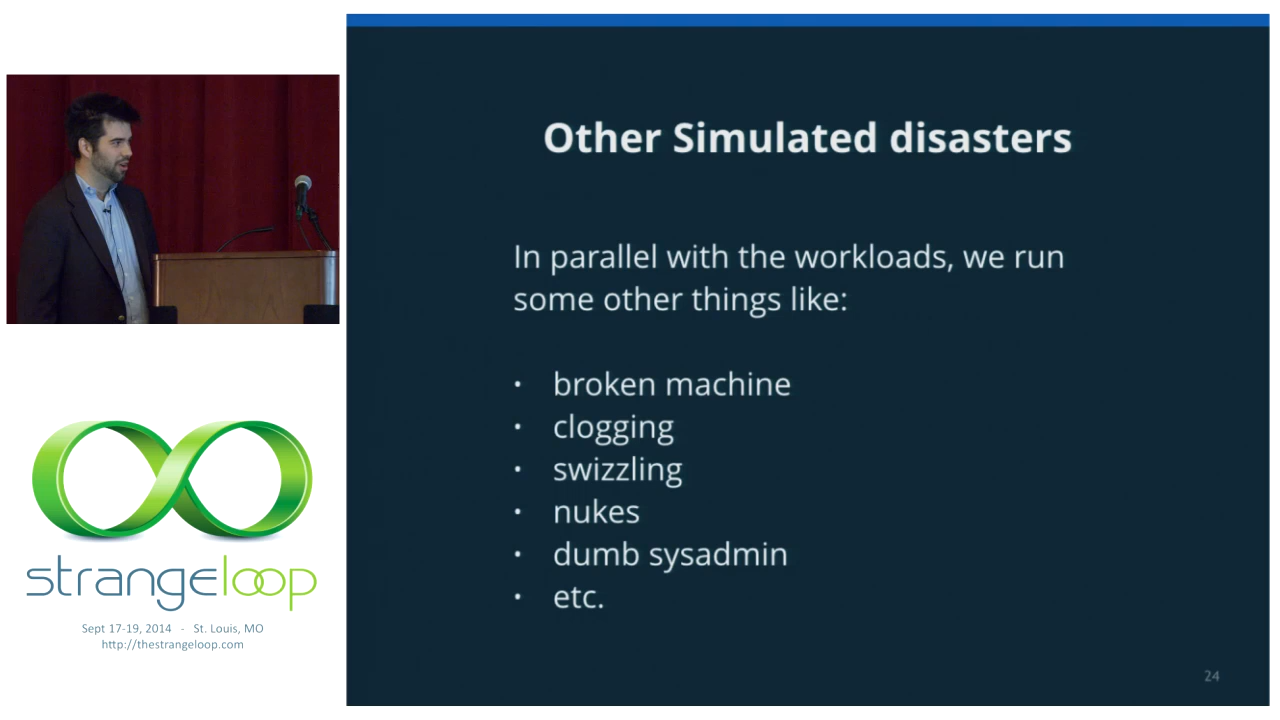 Other Simulated disasters
In parallel with the workloads, we run
some other things like:
• broken machine
• clogging
• swizzling
• nukes
• dumb sysadmin
• etc.
24
strangeloop
Sept 17-19, 2014 - St. Louis, MO
http://thestrangeloop.com